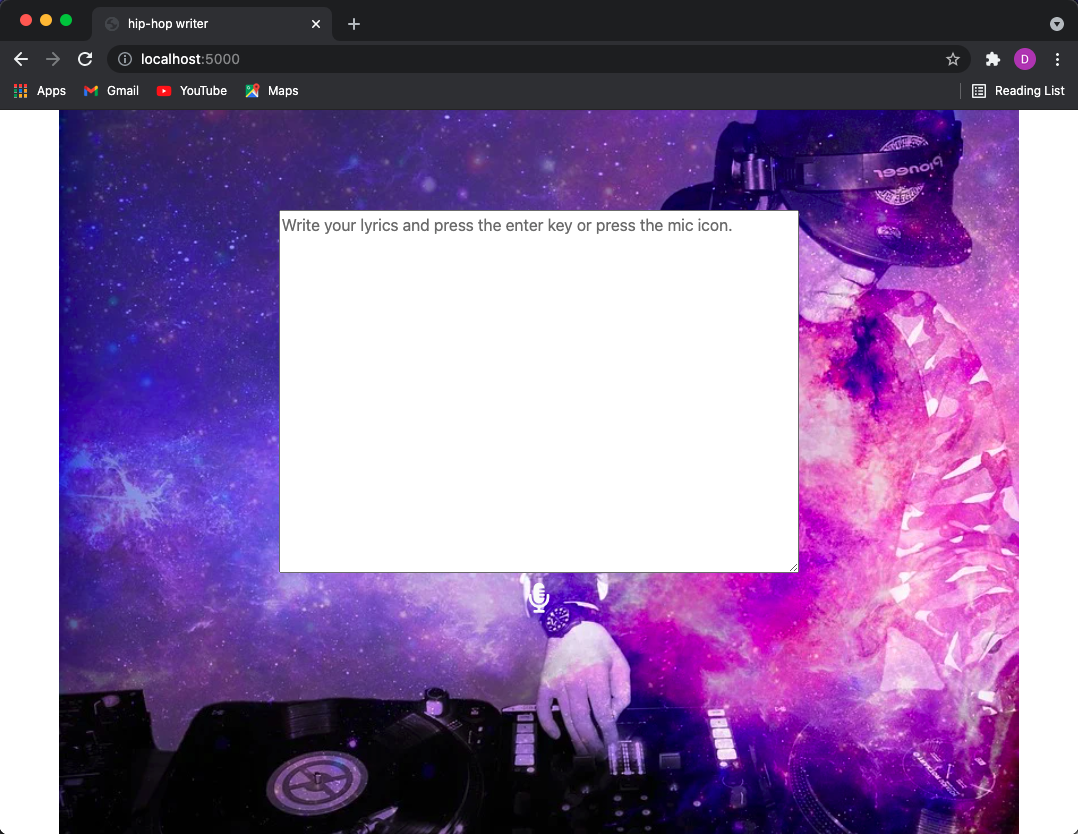 hip-hop writer
localhost:5000
D
Apps Gmail YouTube Maps Reading List
Pioneer
Write your lyrics and press the enter key or press the mic icon.